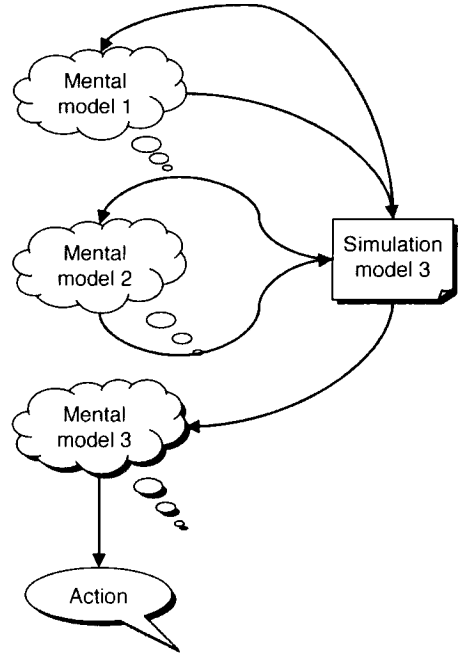 Mental
model 1
Mental
model 2
Simulation
model 3
Mental
model 3
Action